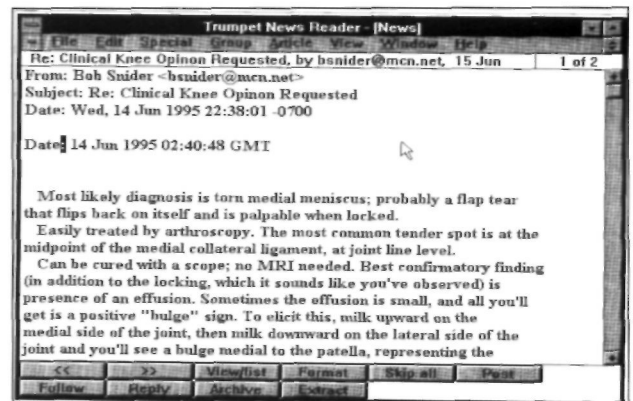 Trumpet News Reader - [News]
File Edit Special Group Article View Window Help
Re: Clinical Knee Opinon Requested, by bsnider@mcn.net, 15 Jun 1 of 2
From: Bob Snider <bsnider@mcn.net>
Subject: Re: Clinical Knee Opinon Requested
Date: Wed, 14 Jun 1995 22:38:01 -0700
Date: 14 Jun 1995 02:40:48 GMT
Most likely diagnosis is torn medial meniscus; probably a flap tear
that flips back on itself and is palpable when locked.
Easily treated by arthroscopy. The most common tender spot is at the
midpoint of the medial collateral ligament, at joint line level.
Can be cured with a scope; no MRI needed. Best confirmatory finding
(in addition to the locking, which it sounds like you've observed) is
presence of an effusion. Sometimes the effusion is small, and all you'll
get is a positive "bulge" sign. To elicit this, milk upward on the
medial side of the joint, then milk downward on the lateral side of the
joint and you'll see a bulge medial to the patella, representing the
<< >> View/list Format Skip all Post
Follow Reply Archive Extract